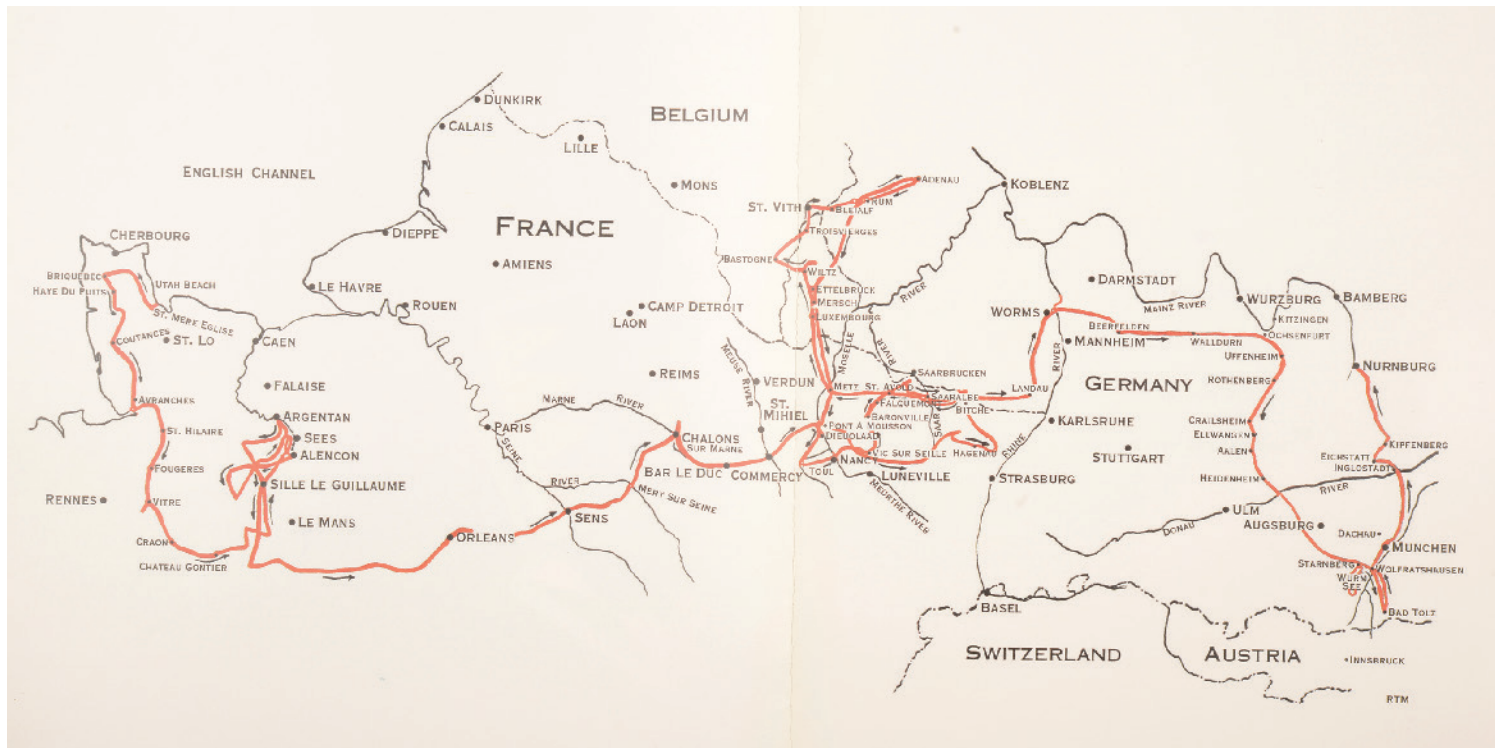 DUNKIRK
BELGIUM
CALAIS
LILLE
ENGLISH CHANNEL
MONS
ADENAU
KOBLENZ
RUM
ST. VITH
BLEIALF
FRANCE
TROISVIERGES
DIEPPE
CHERBOURG
BASTOGNE
AMIENS
WILTZ
BRIQUEBEC
UTAH BEACH
DARMSTADT
HAYE DU PUITS
LE HAVRE
ETTELBRUCK
RIVER
MERSCH
WURZBURG
BAMBERG
ROUEN
CAMP DETROIT
MAINZ RIVER
LUXEMBOURG
WORMS
KITZINGEN
ST. MERE EGLISE
LAON
BEERFELDEN
COUTANCES
ST. LO
CAEN
MANNHEIM
WALLDURN
OCHSENFURT
MEUSE RIVER
MOSELLE
RIVER
RIVER
UFFENHEIM
NURNBURG
REIMS
VERDUN
SAARBRUCKEN
FALAISE
GERMANY
ROTHENBERG
METZ
ST. AVOLD
LANDAU
AVRANCHES
MARNE
RIVER
ST. MIHIEL
FALQUEMONT
SAARALBE
BITCHE
ARGENTAN
BARONVILLE
SAAR
KARLSRUHE
CRAILSHEIM
ST. HILAIRE
PARIS
PONT A MOUSSON
ELLWANGEN
SEES
CHALONS
SUR MARNE
DIEULOARD
RHINE
KIPFENBERG
STUTTGART
AALEN
ALENCON
SEINE
VIC SUR SEILLE
HAGENAU
EICHSTATT
FOUGERES
BAR LE DUC
COMMERCY
TOUL
NANCY
INGLOSTADT
SILLE LE GUILLAUME
RIVER
LUNEVILLE
STRASBURG
HEIDENHEIM
RIVER
RENNES
VITRE
MERY SUR SEINE
MEURTHE RIVER
ULM
LE MANS
SENS
DONAU
AUGSBURG
DACHAU
CRAON
ORLEANS
MUNCHEN
CHATEAU GONTIER
STARNBERG
WOLFRATSHAUSEN
WURM
SEE
BASEL
BAD TOLZ
SWITZERLAND
AUSTRIA
INNSBRUCK
RTM